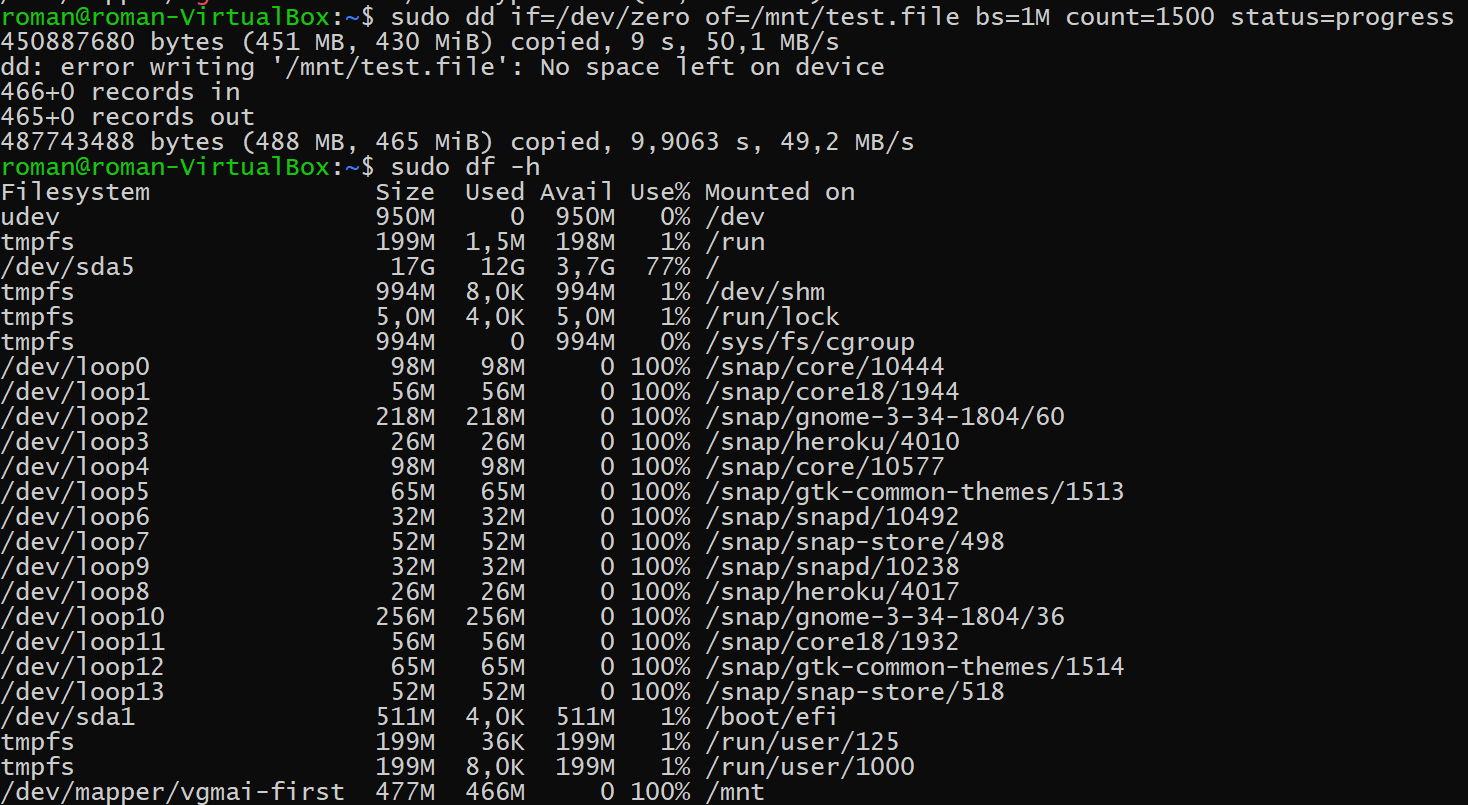 roman@roman-VirtualBox:~$ sudo dd if=/dev/zero of=/mnt/test.file bs=1M count=1500 status=progress
450887680 bytes (451 MB, 430 MiB) copied, 9 s, 50,1 MB/s
dd: error writing '/mnt/test.file': No space left on device
466+0 records in
465+0 records out
487743488 bytes (488 MB, 465 MiB) copied, 9,9063 s, 49,2 MB/s
roman@roman-VirtualBox:~$ sudo df -h
Filesystem               Size  Used Avail Use% Mounted on
udev                     950M     0  950M   0% /dev
tmpfs                    199M  1,5M  198M   1% /run
/dev/sda5                 17G   12G  3,7G  77% /
tmpfs                    994M  8,0K  994M   1% /dev/shm
tmpfs                    5,0M  4,0K  5,0M   1% /run/lock
tmpfs                    994M     0  994M   0% /sys/fs/cgroup
/dev/loop0                98M   98M     0 100% /snap/core/10444
/dev/loop1                56M   56M     0 100% /snap/core18/1944
/dev/loop2               218M  218M     0 100% /snap/gnome-3-34-1804/60
/dev/loop3                26M   26M     0 100% /snap/heroku/4010
/dev/loop4                98M   98M     0 100% /snap/core/10577
/dev/loop5                65M   65M     0 100% /snap/gtk-common-themes/1513
/dev/loop6                32M   32M     0 100% /snap/snapd/10492
/dev/loop7                52M   52M     0 100% /snap/snap-store/498
/dev/loop9                32M   32M     0 100% /snap/snapd/10238
/dev/loop8                26M   26M     0 100% /snap/heroku/4017
/dev/loop10              256M  256M     0 100% /snap/gnome-3-34-1804/36
/dev/loop11               56M   56M     0 100% /snap/core18/1932
/dev/loop12               65M   65M     0 100% /snap/gtk-common-themes/1514
/dev/loop13               52M   52M     0 100% /snap/snap-store/518
/dev/sda1                511M  4,0K  511M   1% /boot/efi
tmpfs                    199M   36K  199M   1% /run/user/125
tmpfs                    199M  8,0K  199M   1% /run/user/1000
/dev/mapper/vgmai-first  477M  466M     0 100% /mnt